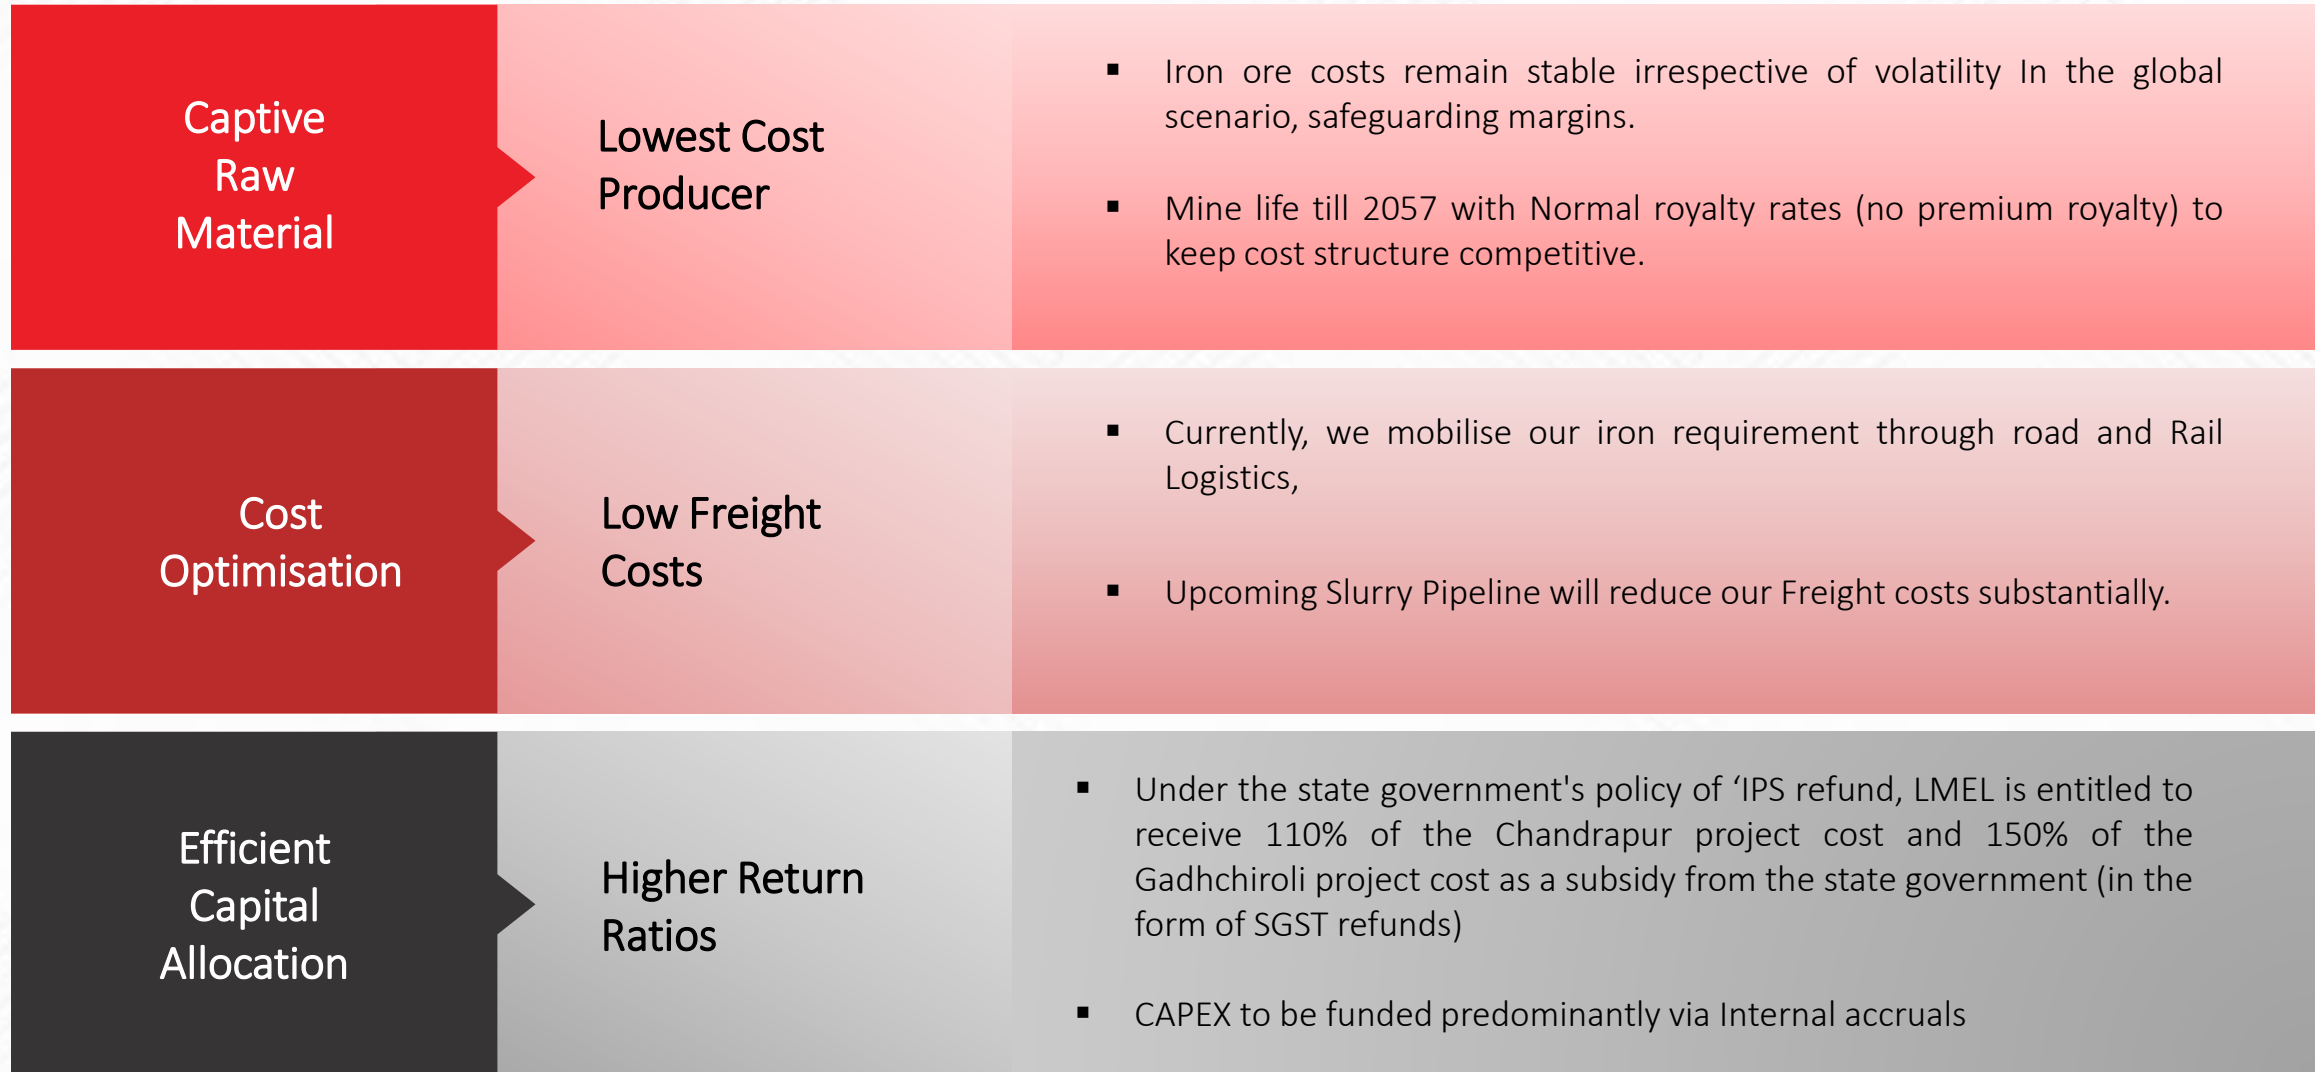 Captive
Raw
Material
Lowest Cost
Producer
▪ Iron ore costs remain stable irrespective of volatility In the global
scenario, safeguarding margins.
▪ Mine life till 2057 with Normal royalty rates (no premium royalty) to
keep cost structure competitive.
Cost
Optimisation
Low Freight
Costs
▪ Currently, we mobilise our iron requirement through road and Rail
Logistics,
▪ Upcoming Slurry Pipeline will reduce our Freight costs substantially.
Efficient
Capital
Allocation
Higher Return
Ratios
▪ Under the state government's policy of ‘IPS refund, LMEL is entitled to
receive 110% of the Chandrapur project cost and 150% of the
Gadhchiroli project cost as a subsidy from the state government (in the
form of SGST refunds)
▪ CAPEX to be funded predominantly via Internal accruals